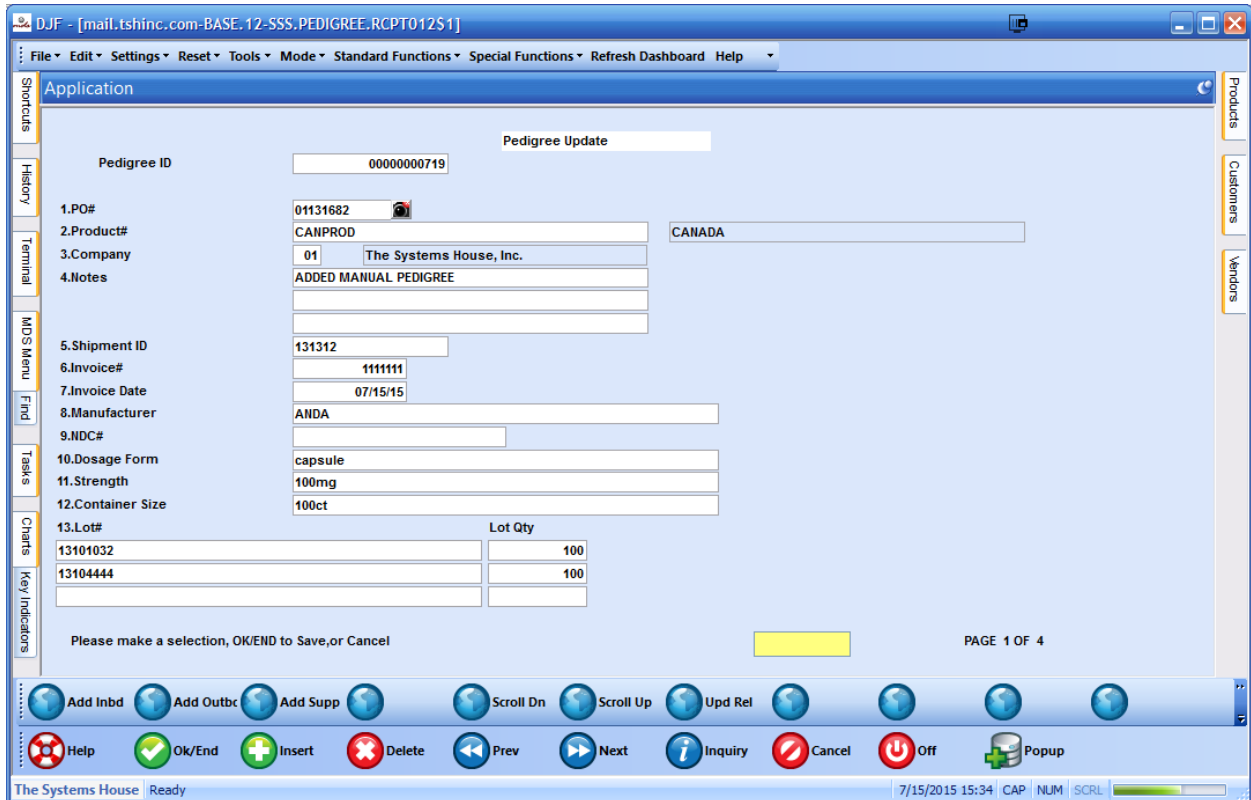 DJF - [mail.tshinc.com-BASE.12-SSS.PEDIGREE.RCPT012$1]
File Edit Settings Reset Tools Mode Standard Functions Special Functions Refresh Dashboard Help
Application
Shortcuts
History
Terminal
MDS Menu
Find
Tasks
Charts
Key Indicators
Products
Customers
Vendors
Pedigree Update
Pedigree ID 00000000719
1.PO# 01131682
2.Product# CANPROD CANADA
3.Company 01 The Systems House, Inc.
4.Notes ADDED MANUAL PEDIGREE
5.Shipment ID 131312
6.Invoice# 1111111
7.Invoice Date 07/15/15
8.Manufacturer ANDA
9.NDC#
10.Dosage Form capsule
11.Strength 100mg
12.Container Size 100ct
13.Lot# Lot Qty
13101032 100
13104444 100
Please make a selection, OK/END to Save,or Cancel PAGE 1 OF 4
Add Inbd Add Outbc Add Supp Scroll Dn Scroll Up Upd Rel
Help Ok/End Insert Delete Prev Next Inquiry Cancel Off Popup
The Systems House Ready 7/15/2015 15:34 CAP NUM SCRL